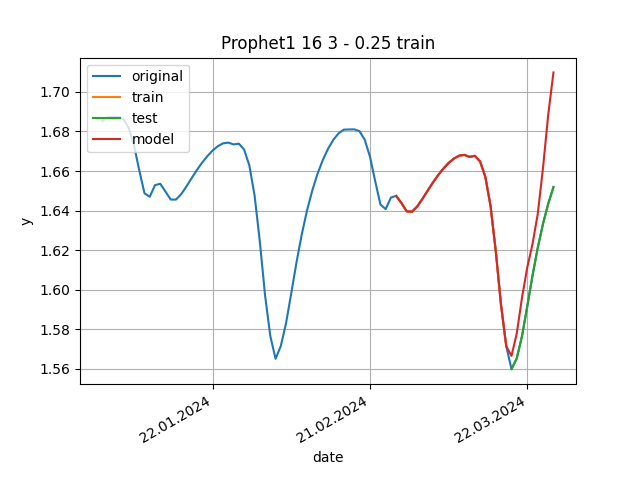 Prophet1 16 3 - 0.25 train
original
train
test
model
1.70
1.68
1.66
1.64
1.62
1.60
1.58
1.56
y
22.01.2024
21.02.2024
22.03.2024
date